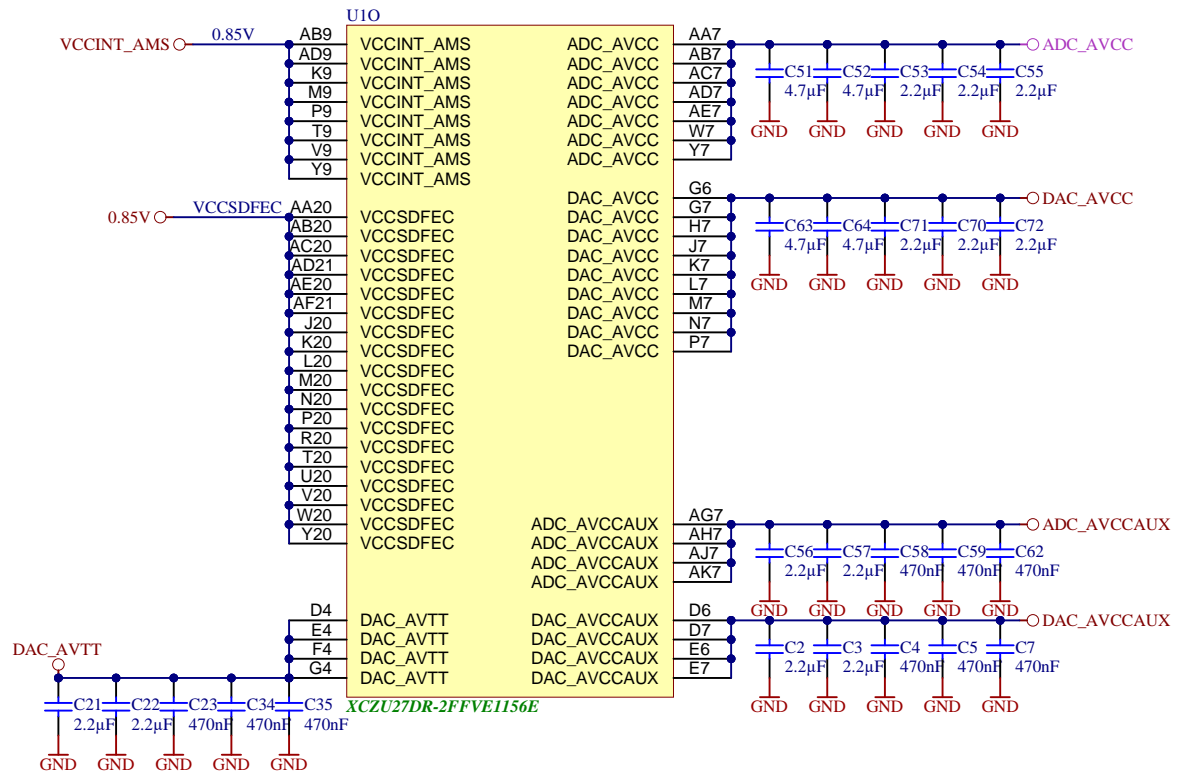 U1O
VCCINT_AMS
0.85V
AB9 VCCINT_AMS
AD9 VCCINT_AMS
K9 VCCINT_AMS
M9 VCCINT_AMS
P9 VCCINT_AMS
T9 VCCINT_AMS
V9 VCCINT_AMS
Y9 VCCINT_AMS
0.85V
VCCSDFEC
AA20 VCCSDFEC
AB20 VCCSDFEC
AC20 VCCSDFEC
AD21 VCCSDFEC
AE20 VCCSDFEC
AF21 VCCSDFEC
J20 VCCSDFEC
K20 VCCSDFEC
L20 VCCSDFEC
M20 VCCSDFEC
N20 VCCSDFEC
P20 VCCSDFEC
R20 VCCSDFEC
T20 VCCSDFEC
U20 VCCSDFEC
V20 VCCSDFEC
W20 VCCSDFEC
Y20 VCCSDFEC
D4 DAC_AVTT
E4 DAC_AVTT
F4 DAC_AVTT
G4 DAC_AVTT
DAC_AVTT
C21 C22 C23 C34 C35
2.2µF 2.2µF 470nF 470nF 470nF
GND GND GND GND GND
ADC_AVCC AA7
ADC_AVCC AB7
ADC_AVCC AC7
ADC_AVCC AD7
ADC_AVCC AE7
ADC_AVCC W7
ADC_AVCC Y7
ADC_AVCC
C51 C52 C53 C54 C55
4.7µF 4.7µF 2.2µF 2.2µF 2.2µF
GND GND GND GND GND
DAC_AVCC G6
DAC_AVCC G7
DAC_AVCC H7
DAC_AVCC J7
DAC_AVCC K7
DAC_AVCC L7
DAC_AVCC M7
DAC_AVCC N7
DAC_AVCC P7
DAC_AVCC
C63 C64 C71 C70 C72
4.7µF 4.7µF 2.2µF 2.2µF 2.2µF
GND GND GND GND GND
ADC_AVCCAUX AG7
ADC_AVCCAUX AH7
ADC_AVCCAUX AJ7
ADC_AVCCAUX AK7
ADC_AVCCAUX
C56 C57 C58 C59 C62
2.2µF 2.2µF 470nF 470nF 470nF
GND GND GND GND GND
DAC_AVCCAUX D6
DAC_AVCCAUX D7
DAC_AVCCAUX E6
DAC_AVCCAUX E7
DAC_AVCCAUX
C2 C3 C4 C5 C7
2.2µF 2.2µF 470nF 470nF 470nF
GND GND GND GND GND
XCZU27DR-2FFVE1156E